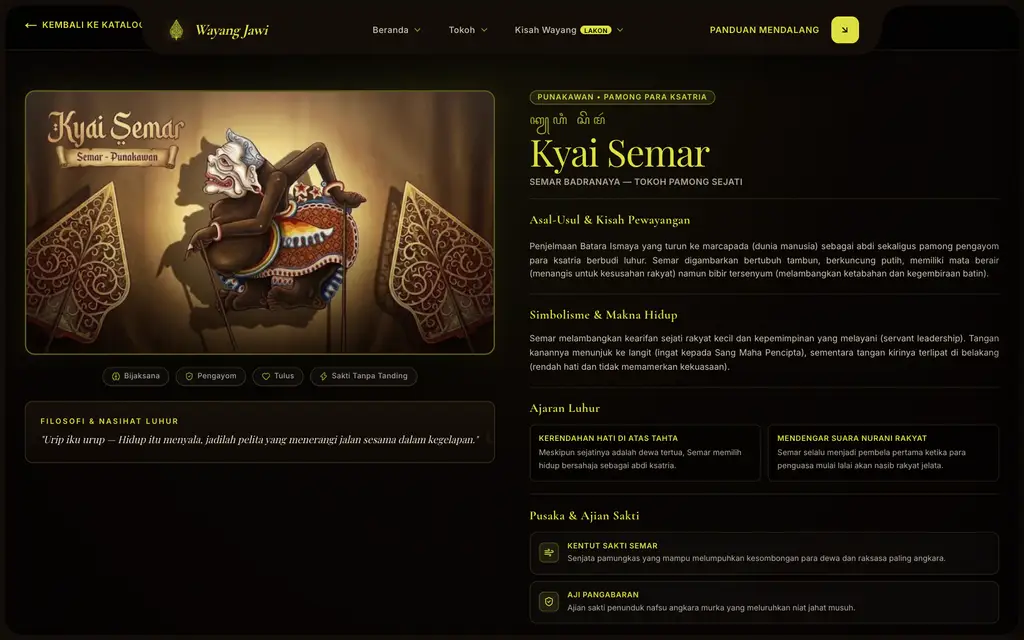 ← KEMBALI KE KATALO
Wayang Jawi
Beranda
Tokoh
Kisah Wayang LAKON
PANDUAN MENDALANG
Kyai Semar
Semar - Punakawan
Bijaksana
Pengayom
Tulus
Sakti Tanpa Tanding
FILOSOFI & NASIHAT LUHUR
"Urip iku urup — Hidup itu menyala, jadilah pelita yang menerangi jalan sesama dalam kegelapan."
PUNAKAWAN • PAMONG PARA KSATRIA
Kyai Semar
SEMAR BADRANAYA — TOKOH PAMONG SEJATI
Asal-Usul & Kisah Pewayangan
Penjelmaan Batara Ismaya yang turun ke marcapada (dunia manusia) sebagai abdi sekaligus pamong pengayom
para ksatria berbudi luhur. Semar digambarkan bertubuh tambun, berkuncung putih, memiliki mata berair
(menangis untuk kesusahan rakyat) namun bibir tersenyum (melambangkan ketabahan dan kegembiraan batin).
Simbolisme & Makna Hidup
Semar melambangkan kearifan sejati rakyat kecil dan kepemimpinan yang melayani (servant leadership). Tangan
kanannya menunjuk ke langit (ingat kepada Sang Maha Pencipta), sementara tangan kirinya terlipat di belakang
(rendah hati dan tidak memamerkan kekuasaan).
Ajaran Luhur
KERENDAHAN HATI DI ATAS TAHTA
Meskipun sejatinya adalah dewa tertua, Semar memilih
hidup bersahaja sebagai abdi ksatria.
MENDENGAR SUARA NURANI RAKYAT
Semar selalu menjadi pembela pertama ketika para
penguasa mulai lalai akan nasib rakyat jelata.
Pusaka & Ajian Sakti
KENTUT SAKTI SEMAR
Senjata pamungkas yang mampu melumpuhkan kesombongan para dewa dan raksasa paling angkara.
AJI PANGABARAN
Ajian sakti penunduk nafsu angkara murka yang meluruhkan niat jahat musuh.